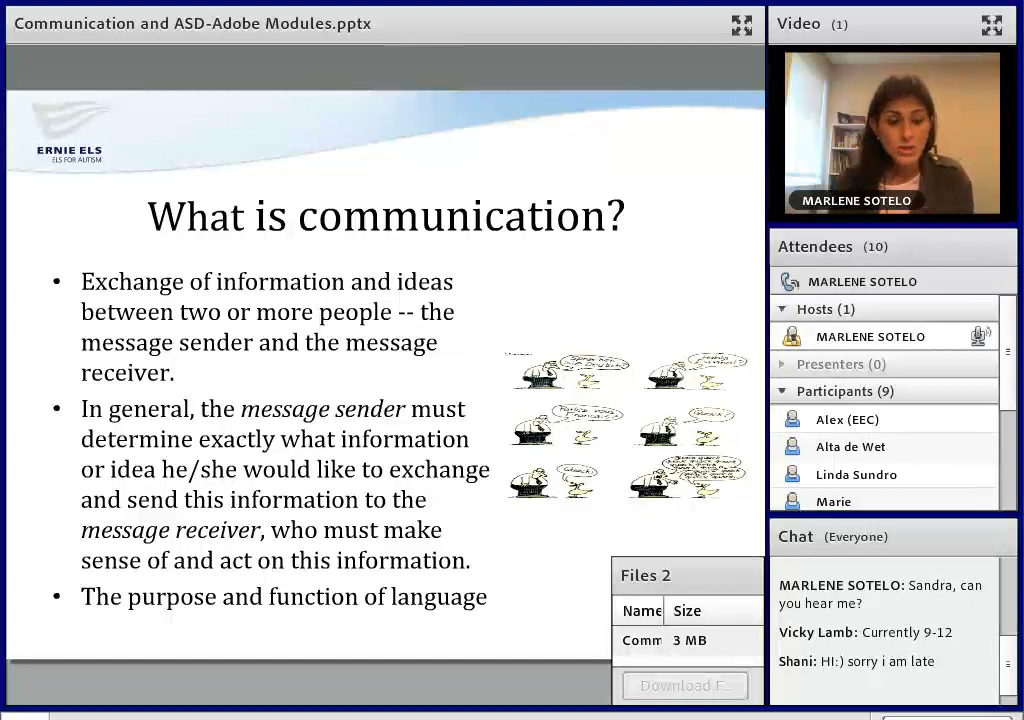 Communication and ASD-Adobe Modules.pptx
ERNIE ELS
ELS FOR AUTISM
What is communication?
• Exchange of information and ideas
between two or more people -- the
message sender and the message
receiver.
• In general, the message sender must
determine exactly what information
or idea he/she would like to exchange
and send this information to the
message receiver, who must make
sense of and act on this information.
• The purpose and function of language
Files 2
Name Size
Comm 3 MB
Download F...
Video (1)
MARLENE SOTELO
Attendees (10)
MARLENE SOTELO
Hosts (1)
MARLENE SOTELO
Presenters (0)
Participants (9)
Alex (EEC)
Alta de Wet
Linda Sundro
Marie
Chat (Everyone)
MARLENE SOTELO: Sandra, can
you hear me?
Vicky Lamb: Currently 9-12
Shani: HI:) sorry i am late